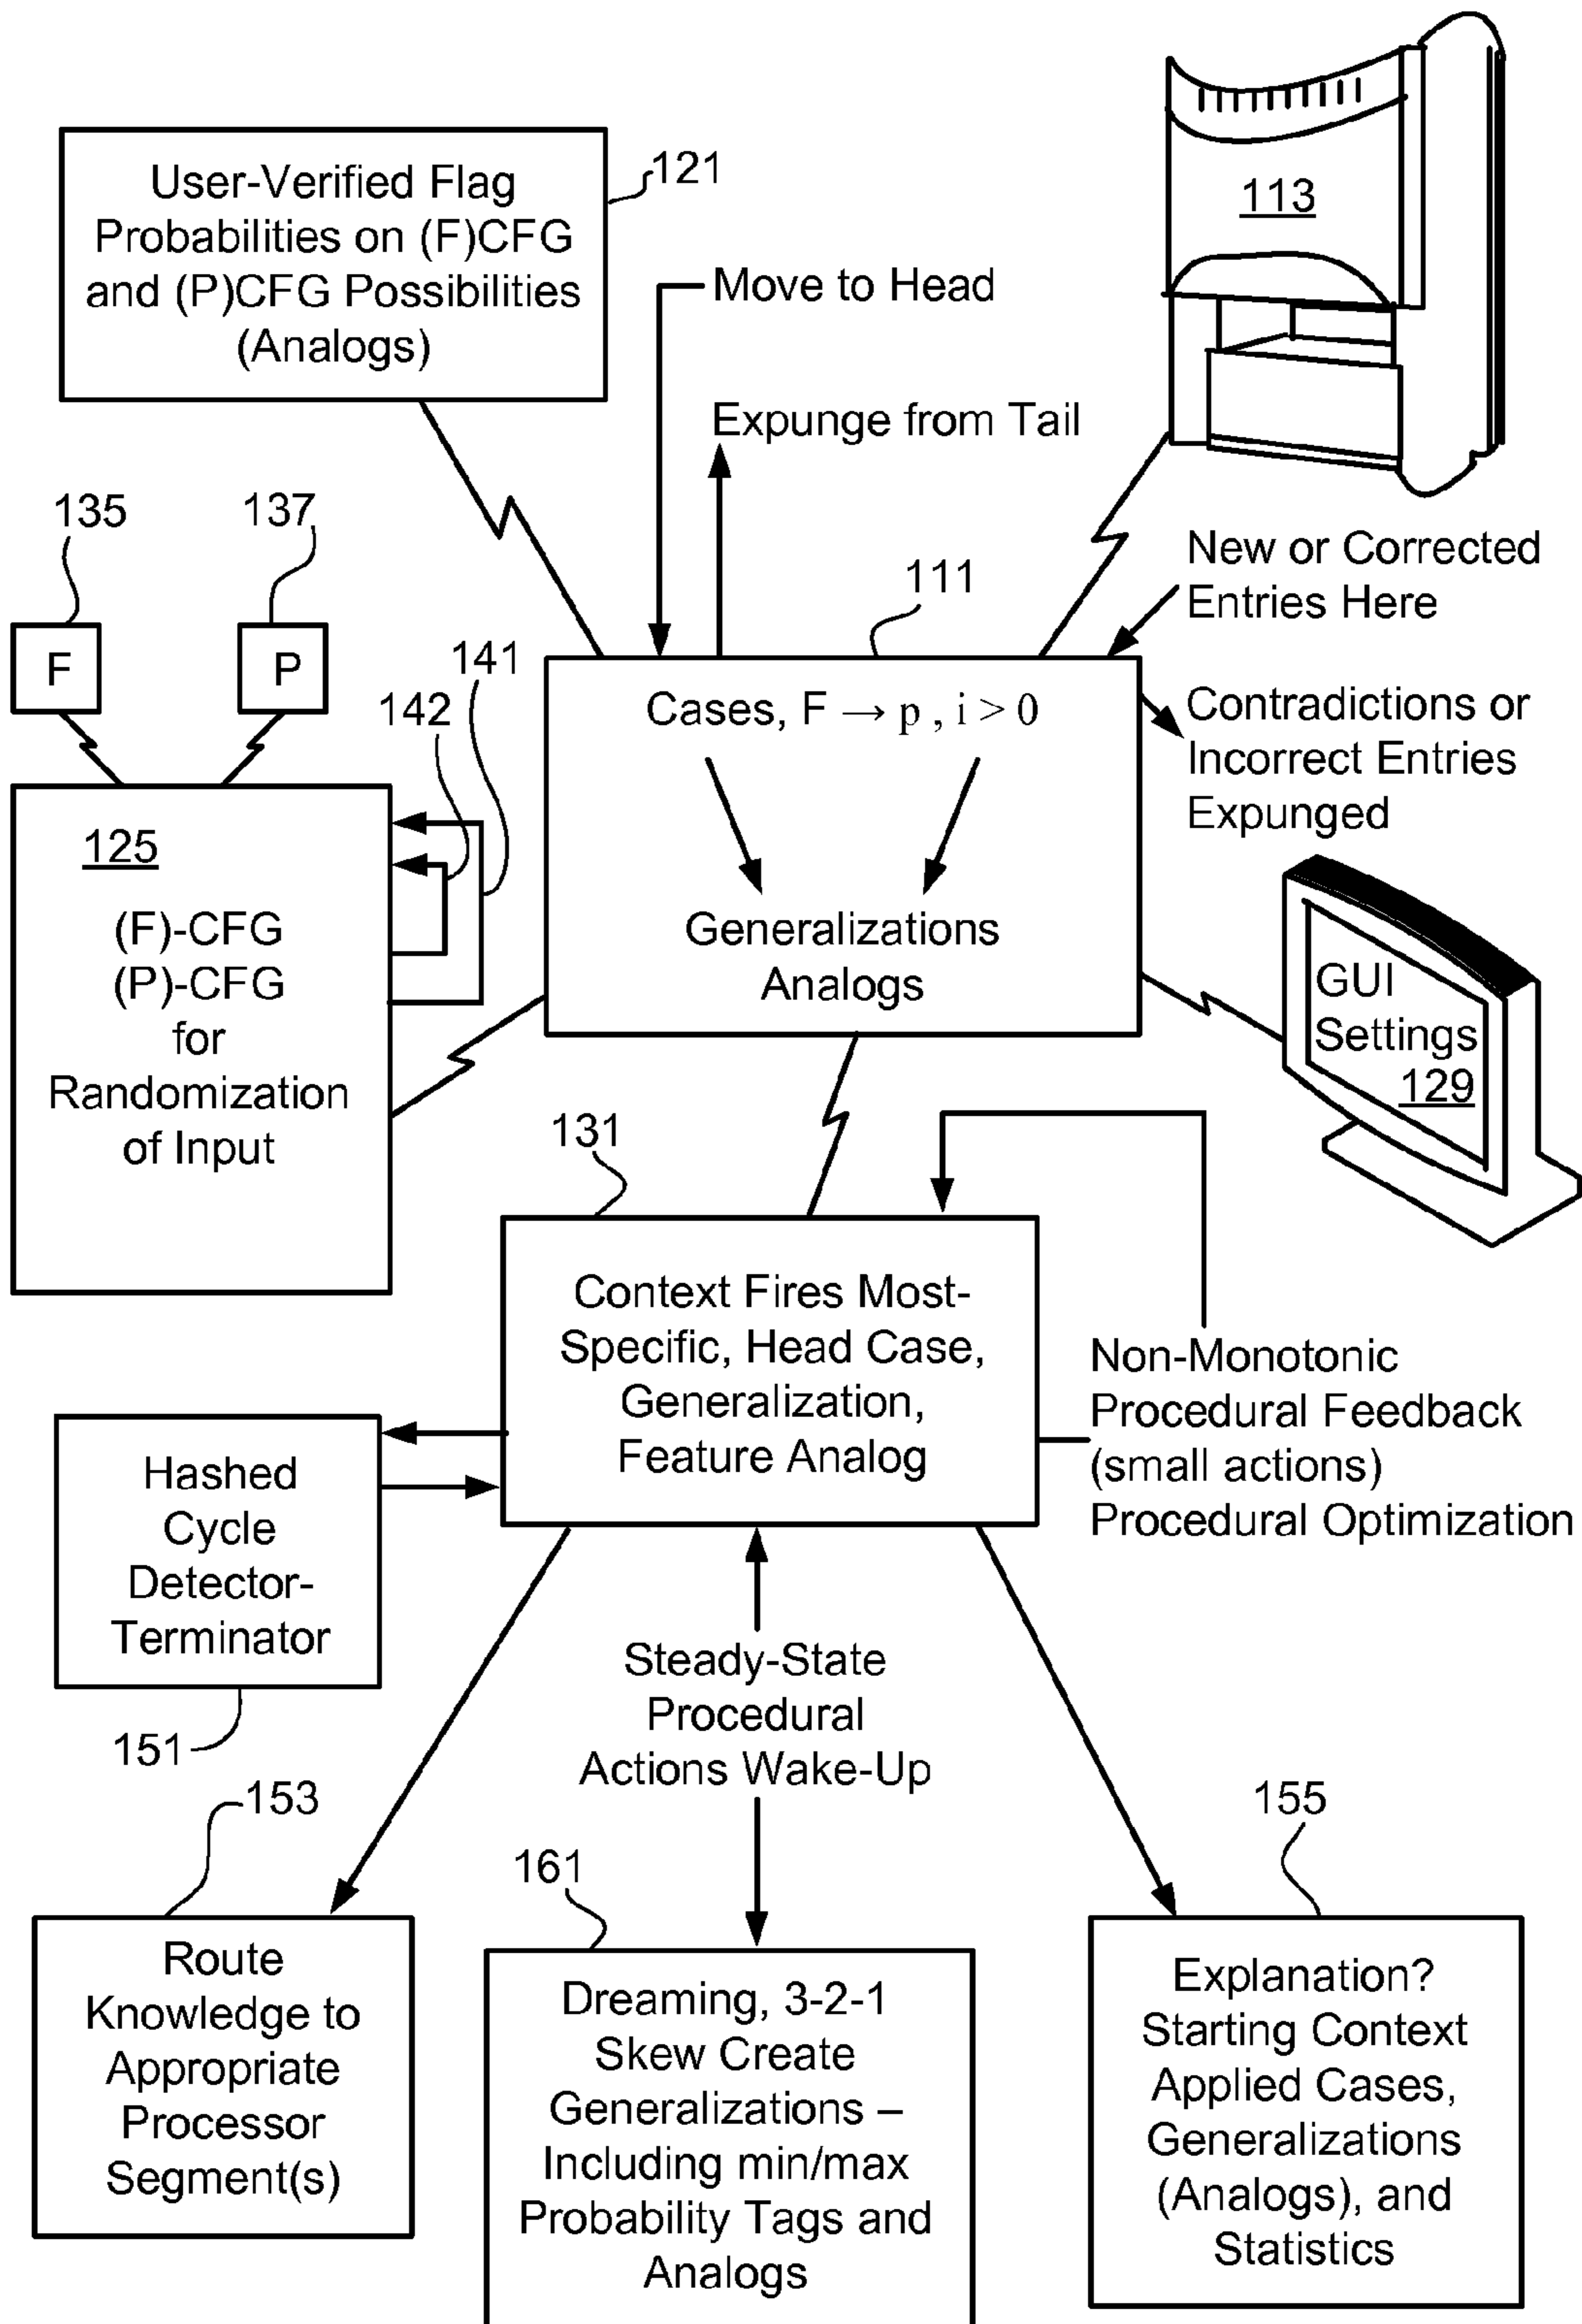 User-Verified Flag
Probabilities on (F)CFG
and (P)CFG Possibilities
(Analogs)
121
Move to Head
Expunge from Tail
113
135
137
F
P
141
142
111
New or Corrected
Entries Here
Cases, F → p , i > 0
Generalizations
Analogs
Contradictions or
Incorrect Entries
Expunged
125
(F)-CFG
(P)-CFG
for
Randomization
of Input
GUI
Settings
129
131
Context Fires Most-
Specific, Head Case,
Generalization,
Feature Analog
Non-Monotonic
Procedural Feedback
(small actions)
Procedural Optimization
Hashed
Cycle
Detector-
Terminator
151
Steady-State
Procedural
Actions Wake-Up
153
Route
Knowledge to
Appropriate
Processor
Segment(s)
161
Dreaming, 3-2-1
Skew Create
Generalizations –
Including min/max
Probability Tags and
Analogs
155
Explanation?
Starting Context
Applied Cases,
Generalizations
(Analogs), and
Statistics